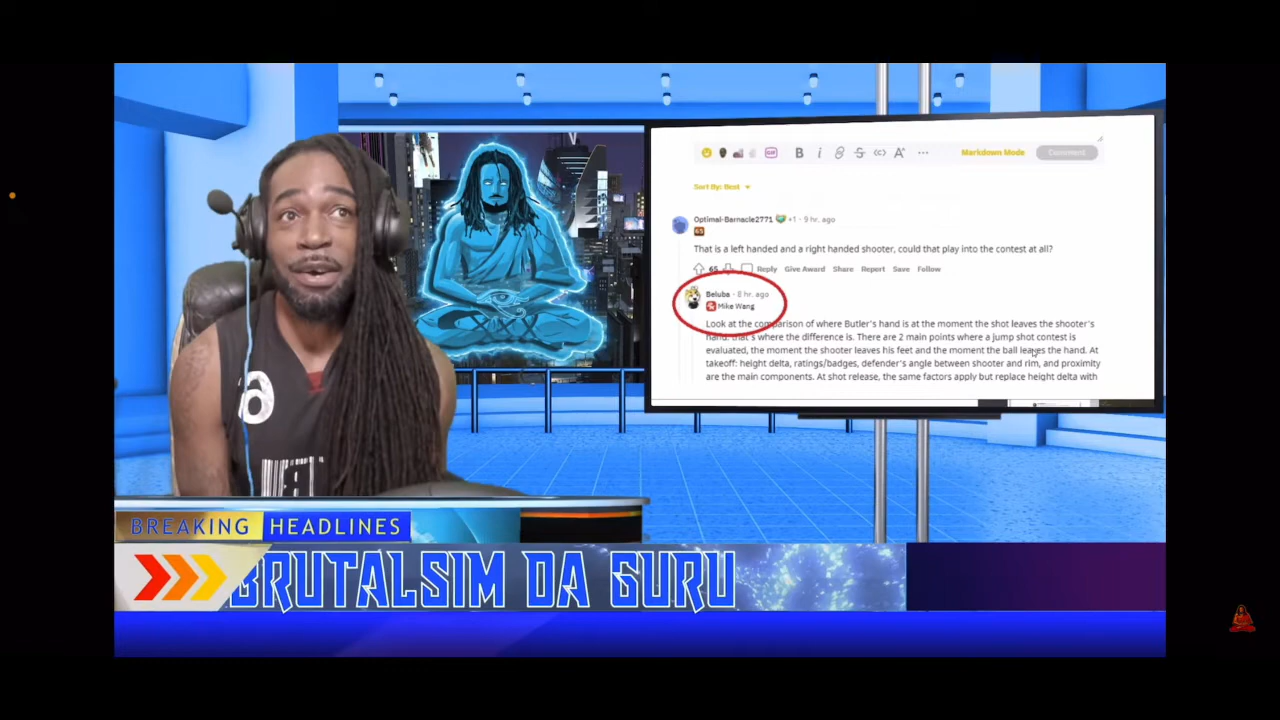 GIF
B i S A ...
Markdown Mode
Comment
Sort By: Best
Optimal-Barnacle2771 +1 · 9 hr. ago
65
That is a left handed and a right handed shooter, could that play into the contest at all?
65 Reply Give Award Share Report Save Follow
Beluba · 8 hr. ago
Mike Wang
Look at the comparison of where Butler's hand is at the moment the shot leaves the shooter's
hand. that's where the difference is. There are 2 main points where a jump shot contest is
evaluated, the moment the shooter leaves his feet and the moment the ball leaves the hand. At
takeoff: height delta, ratings/badges, defender's angle between shooter and rim, and proximity
are the main components. At shot release, the same factors apply but replace height delta with
BREAKING HEADLINES
BRUTALSIM DA GURU